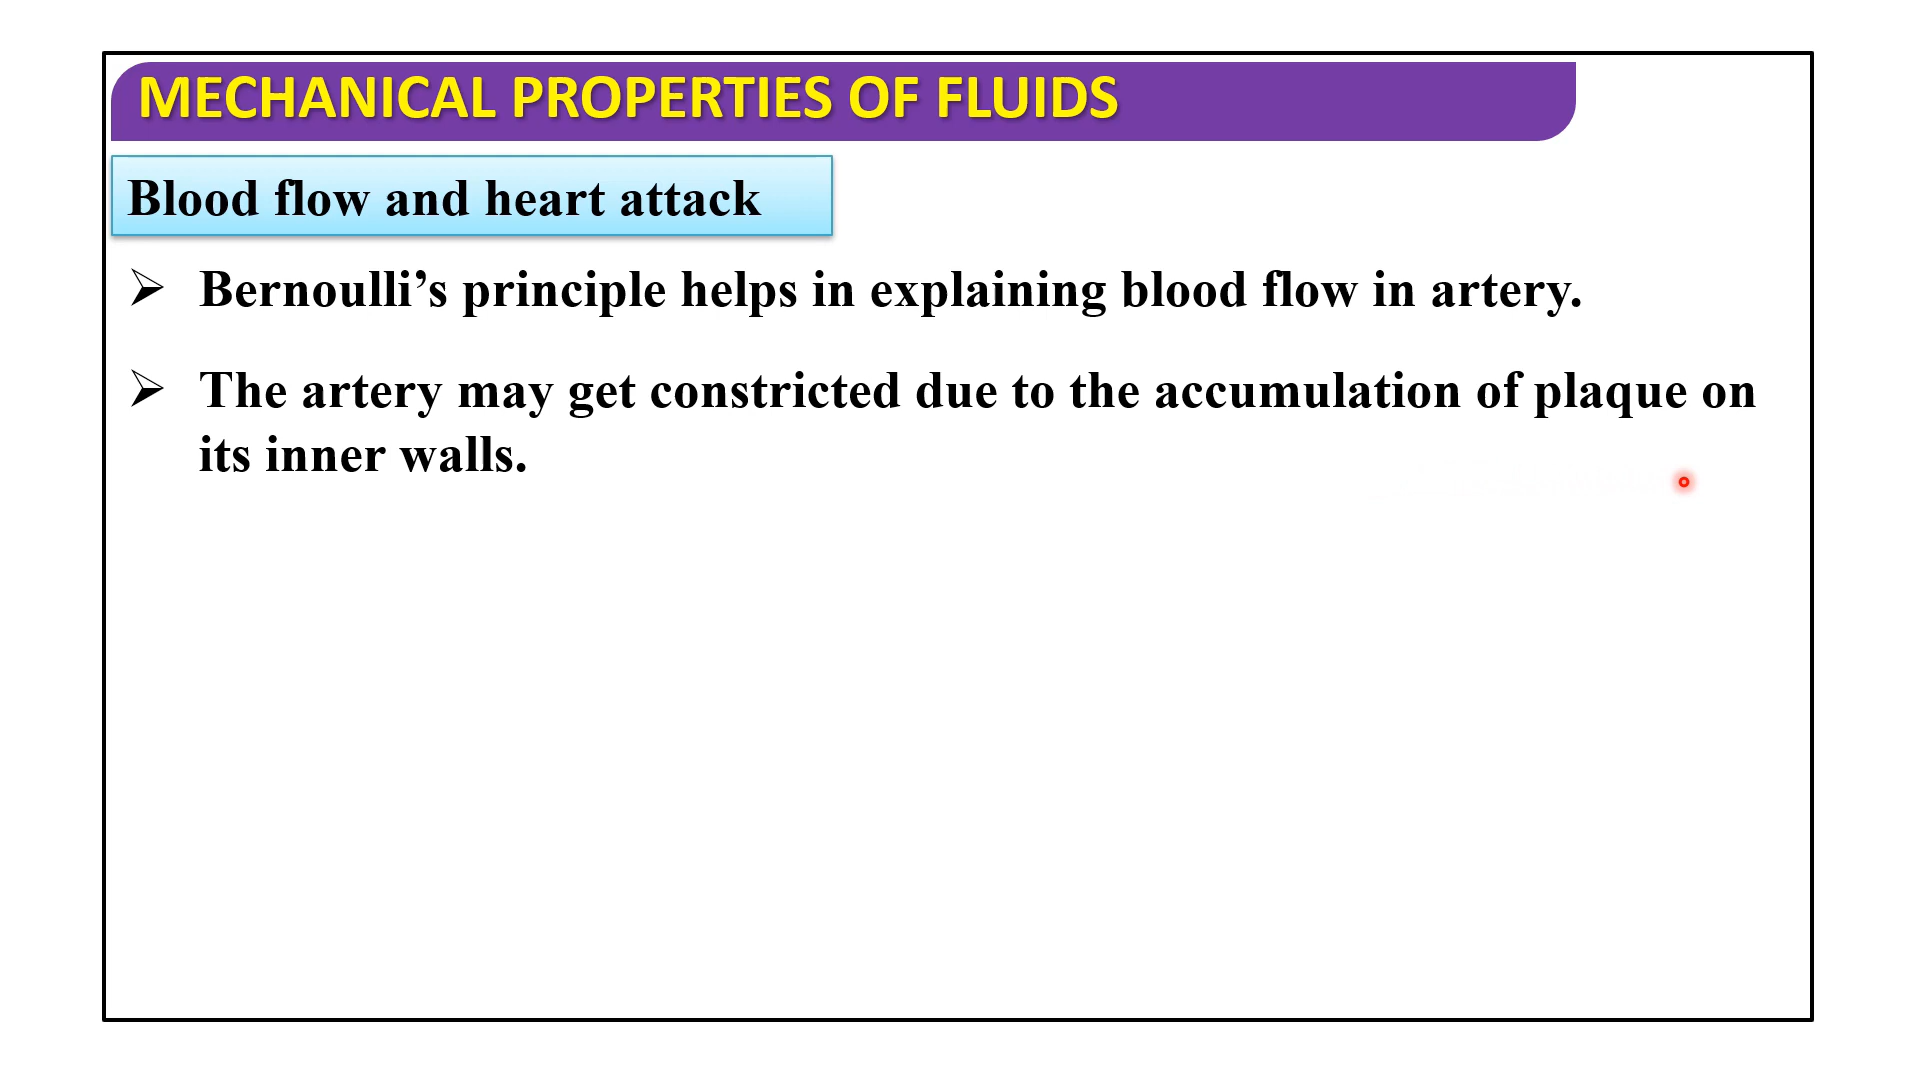 MECHANICAL PROPERTIES OF FLUIDS
Blood flow and heart attack
➢ Bernoulli’s principle helps in explaining blood flow in artery.
➢ The artery may get constricted due to the accumulation of plaque on
its inner walls.